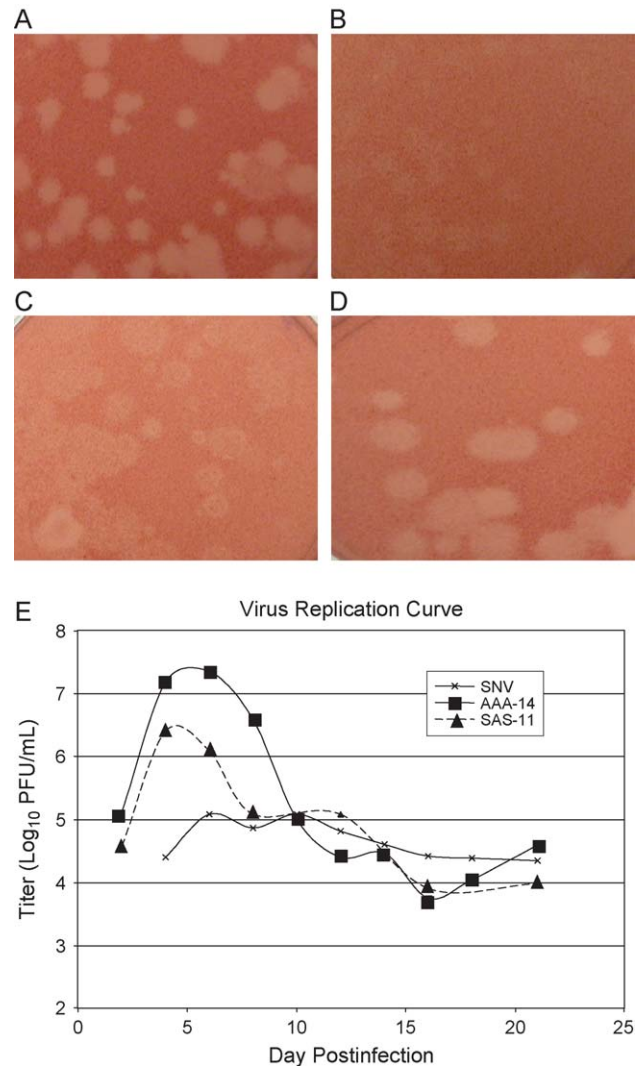 A
B
C
D
E
Virus Replication Curve
8
7
6
5
4
3
2
Titer (Log10 PFU/mL)
SNV
AAA-14
SAS-11
0
5
10
15
20
25
Day Postinfection